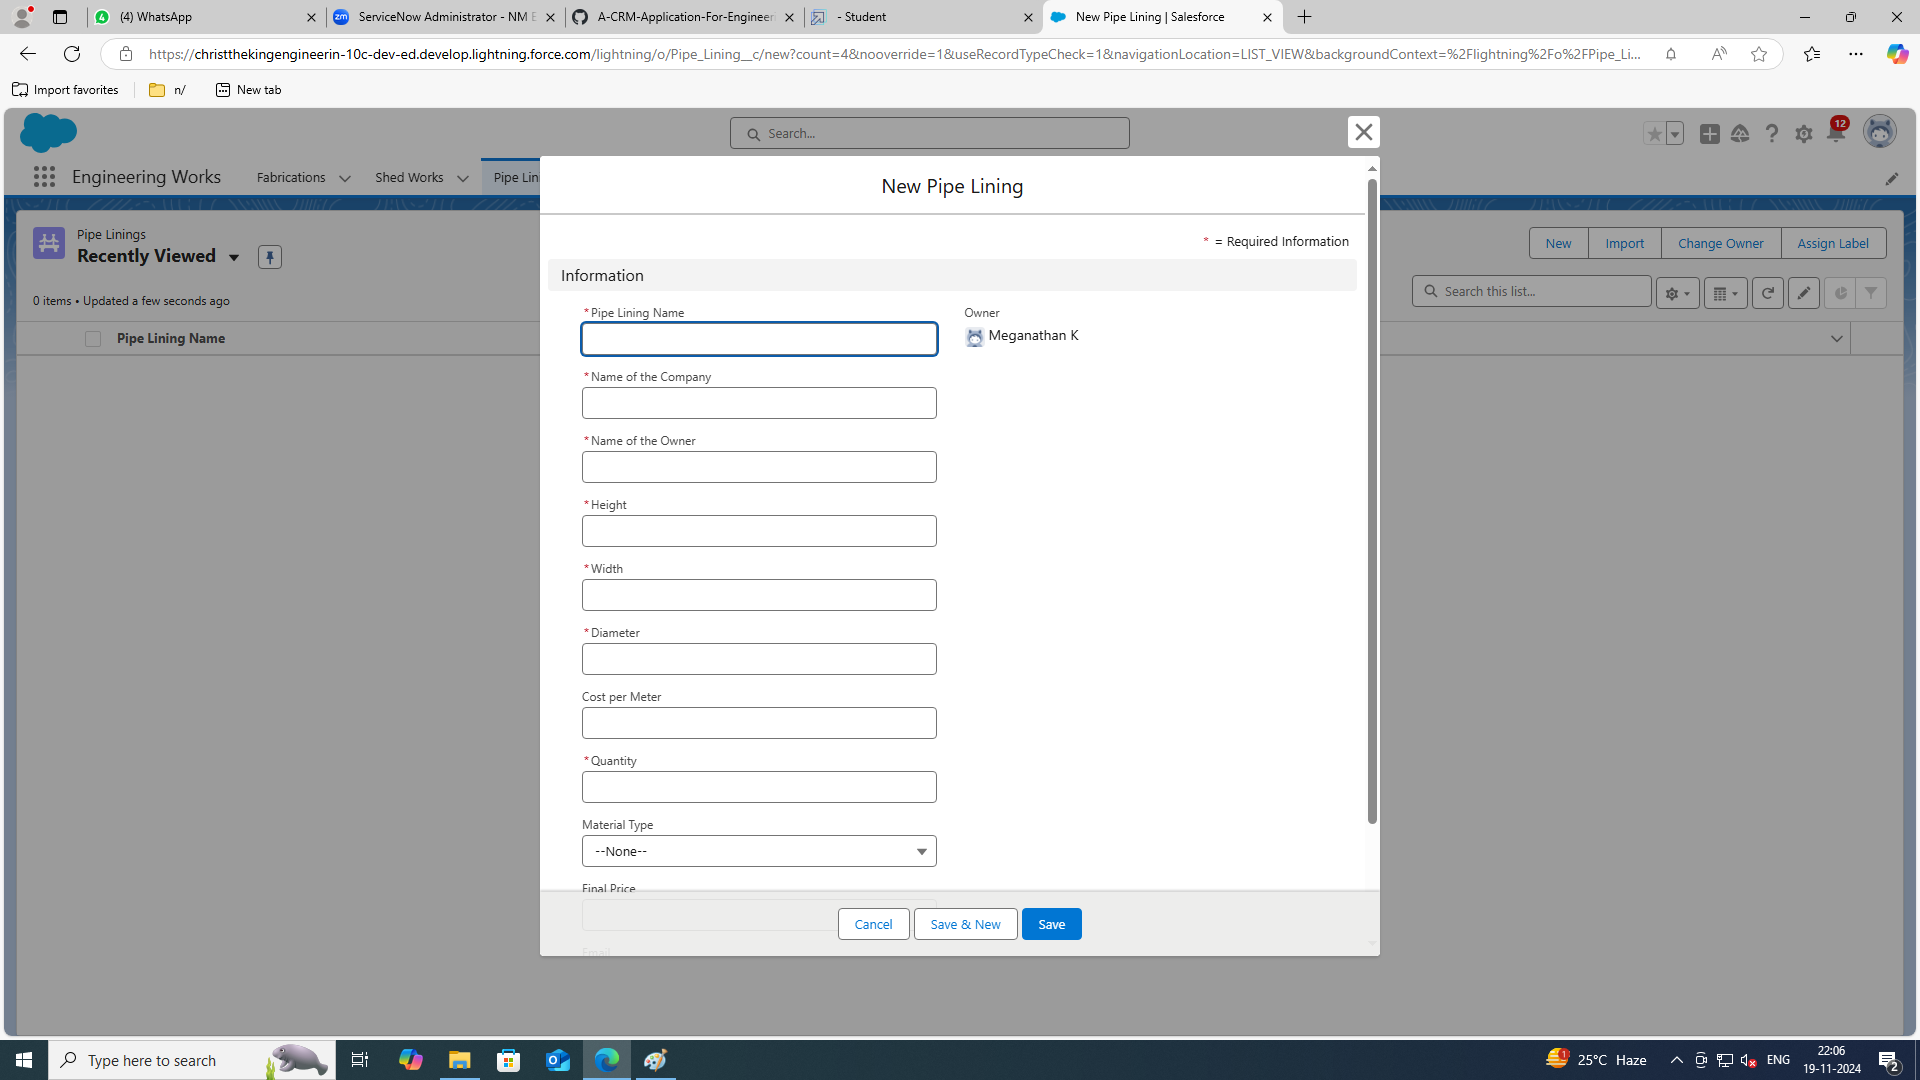 (4) WhatsApp
ServiceNow Administrator - NM E
A-CRM-Application-For-Engineeri
- Student
New Pipe Lining | Salesforce
https://christthekingengineerin-10c-dev-ed.develop.lightning.force.com/lightning/o/Pipe_Lining__c/new?count=4&nooverride=1&useRecordTypeCheck=1&navigationLocation=LIST_VIEW&backgroundContext=%2Flightning%2Fo%2FPipe_Li...
Import favorites
n/
New tab
Search...
12
Engineering Works
Fabrications
Shed Works
Pipe Lin
New Pipe Lining
* = Required Information
Pipe Linings
Recently Viewed
New
Import
Change Owner
Assign Label
0 items • Updated a few seconds ago
Search this list...
Pipe Lining Name
Information
* Pipe Lining Name
Owner
Meganathan K
* Name of the Company
* Name of the Owner
* Height
* Width
* Diameter
Cost per Meter
* Quantity
Material Type
--None--
Final Price
Email
Cancel
Save & New
Save
Type here to search
1
25°C Haze
ENG
22:06
19-11-2024
2